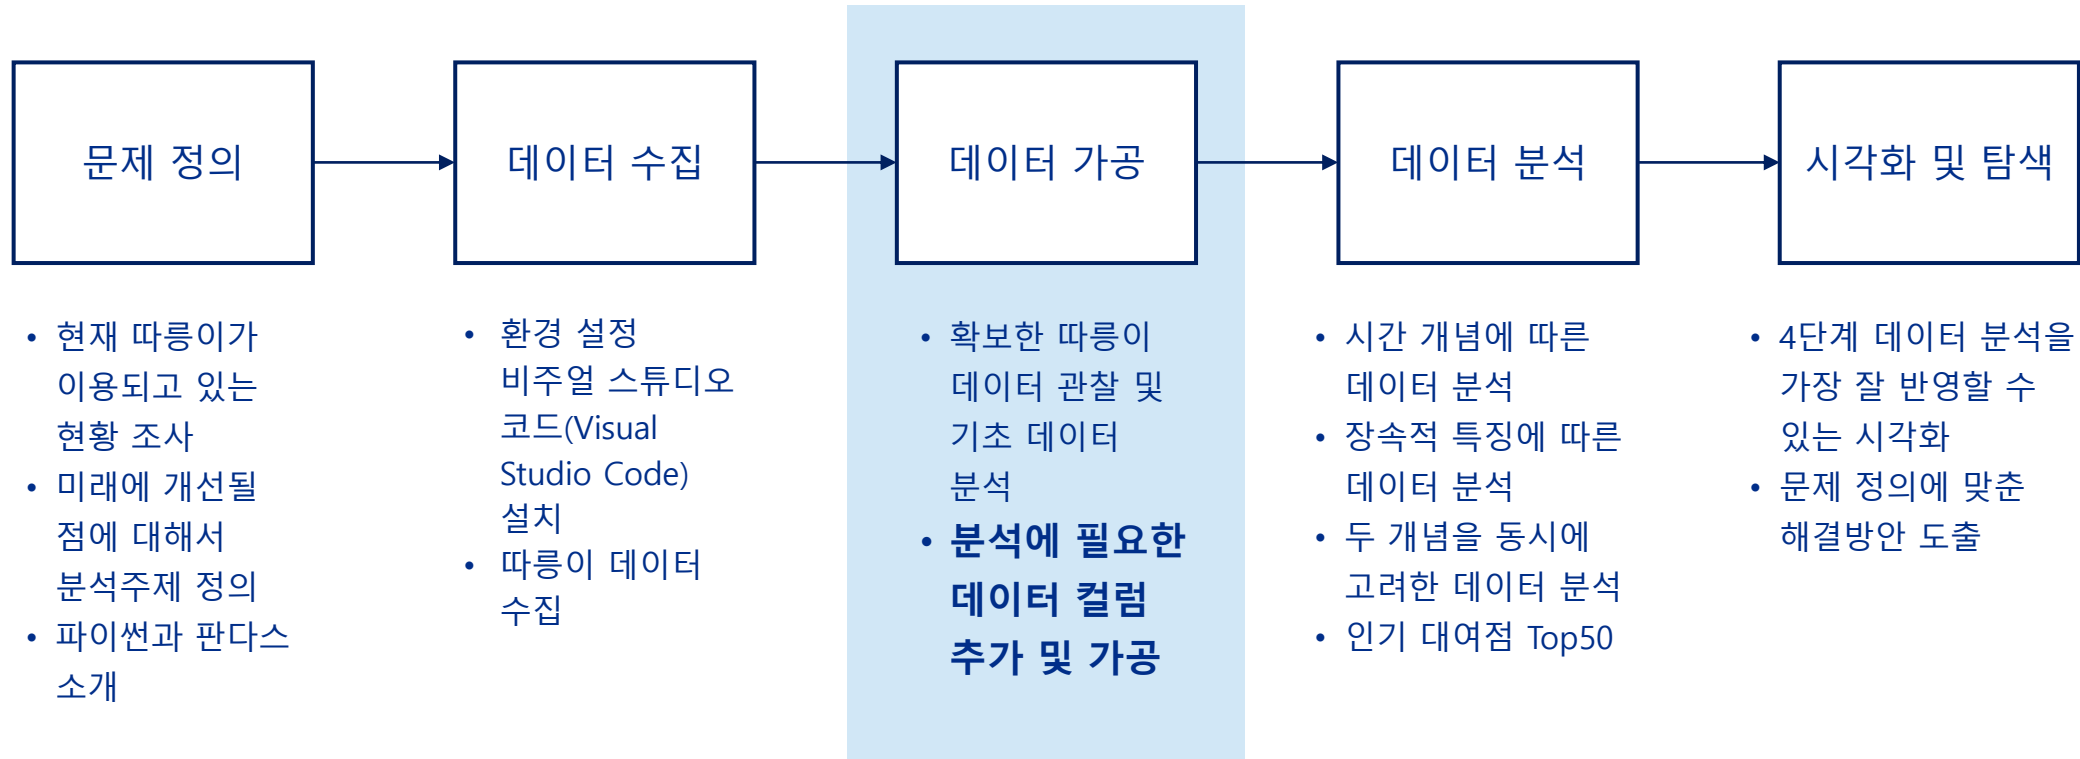 문제 정의
데이터 수집
데이터 가공
데이터 분석
시각화 및 탐색
• 현재 따릉이가
이용되고 있는
현황 조사
• 미래에 개선될
점에 대해서
분석주제 정의
• 파이썬과 판다스
소개
• 환경 설정
비주얼 스튜디오
코드(Visual
Studio Code)
설치
• 따릉이 데이터
수집
• 확보한 따릉이
데이터 관찰 및
기초 데이터
분석
• 분석에 필요한
데이터 컬럼
추가 및 가공
• 시간 개념에 따른
데이터 분석
• 장속적 특징에 따른
데이터 분석
• 두 개념을 동시에
고려한 데이터 분석
• 인기 대여점 Top50
• 4단계 데이터 분석을
가장 잘 반영할 수
있는 시각화
• 문제 정의에 맞춘
해결방안 도출